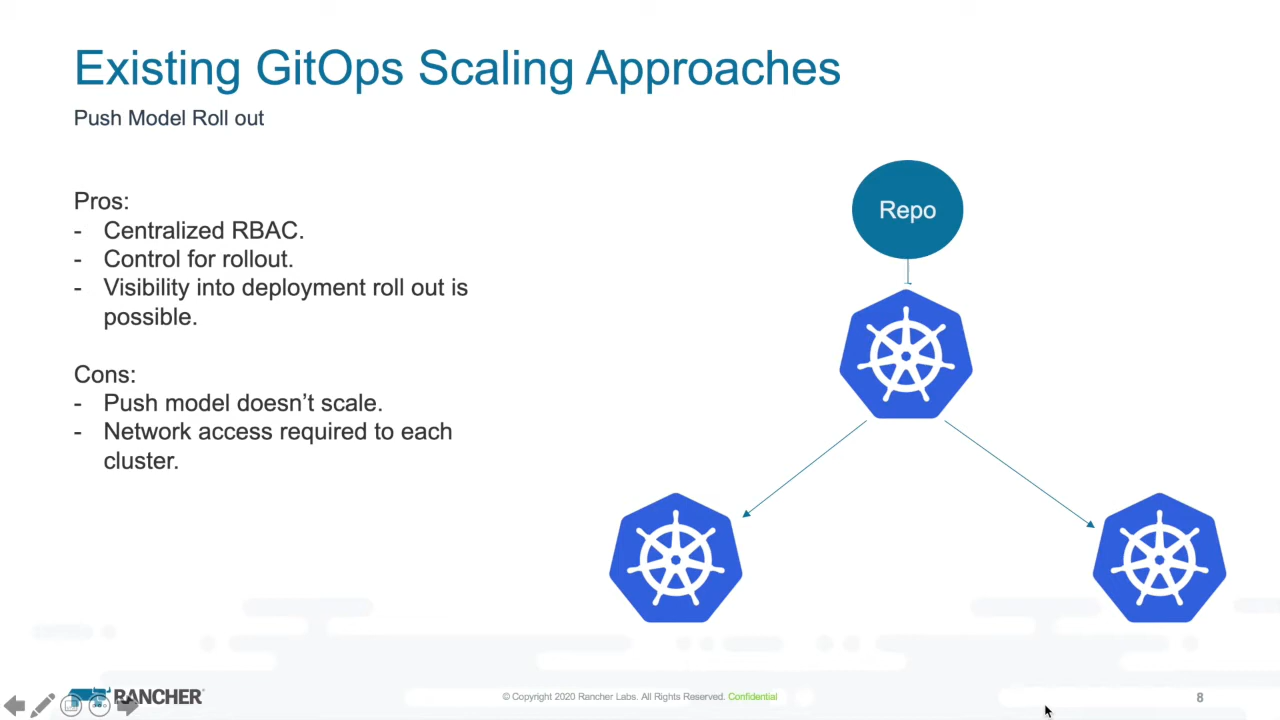 Existing GitOps Scaling Approaches
Push Model Roll out
Pros:
- Centralized RBAC.
- Control for rollout.
- Visibility into deployment roll out is
possible.
Cons:
- Push model doesn’t scale.
- Network access required to each
cluster.
Repo
RANCHER
© Copyright 2020 Rancher Labs. All Rights Reserved. Confidential
8